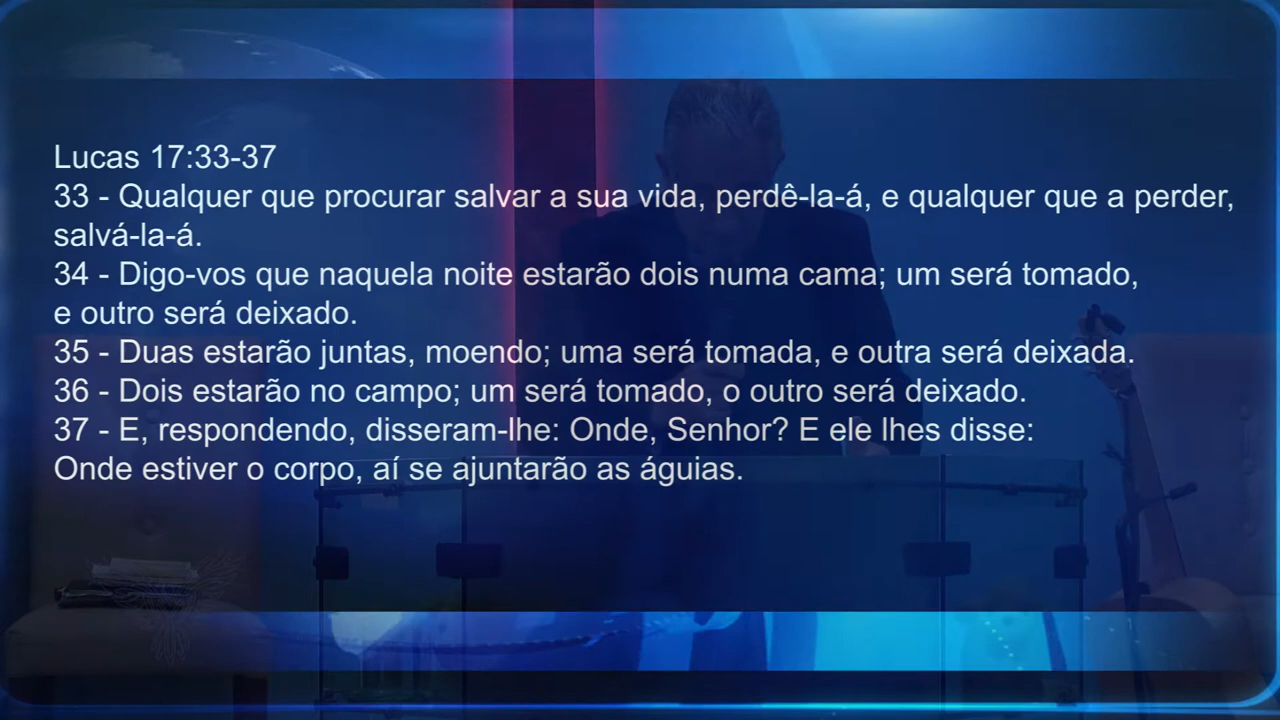 Lucas 17:33-37
33 - Qualquer que procurar salvar a sua vida, perdê-la-á, e qualquer que a perder,
salvá-la-á.
34 - Digo-vos que naquela noite estarão dois numa cama; um será tomado,
e outro será deixado.
35 - Duas estarão juntas, moendo; uma será tomada, e outra será deixada.
36 - Dois estarão no campo; um será tomado, o outro será deixado.
37 - E, respondendo, disseram-lhe: Onde, Senhor? E ele lhes disse:
Onde estiver o corpo, aí se ajuntarão as águias.